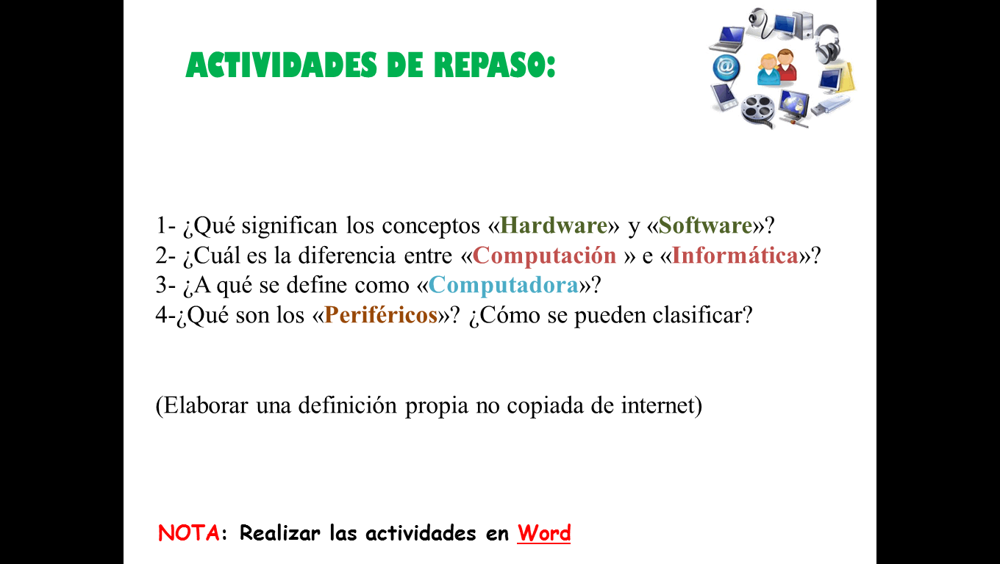 ACTIVIDADES DE REPASO:
1- ¿Qué significan los conceptos «Hardware» y «Software»?
2- ¿Cuál es la diferencia entre «Computación » e «Informática»?
3- ¿A qué se define como «Computadora»?
4-¿Qué son los «Periféricos»? ¿Cómo se pueden clasificar?
(Elaborar una definición propia no copiada de internet)
NOTA: Realizar las actividades en Word